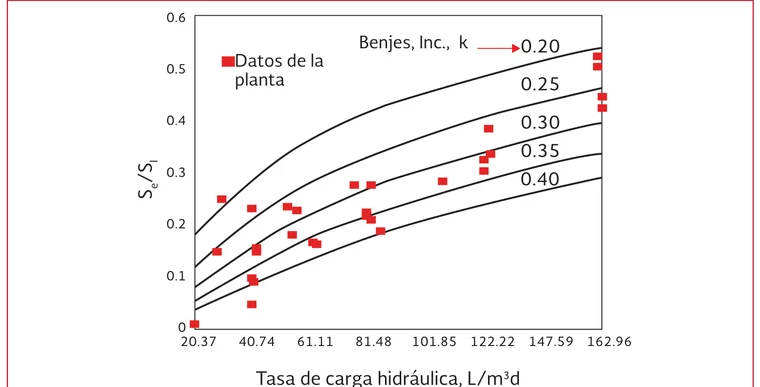 0.6
Benjes, Inc., k 0.20
Datos de la
planta
0.5
0.25
0.4
0.30
0.35
0.3
0.40
Se/SI
0.2
0.1
0
20.37 40.74 61.11 81.48 101.85 122.22 147.59 162.96
Tasa de carga hidráulica, L/m³d